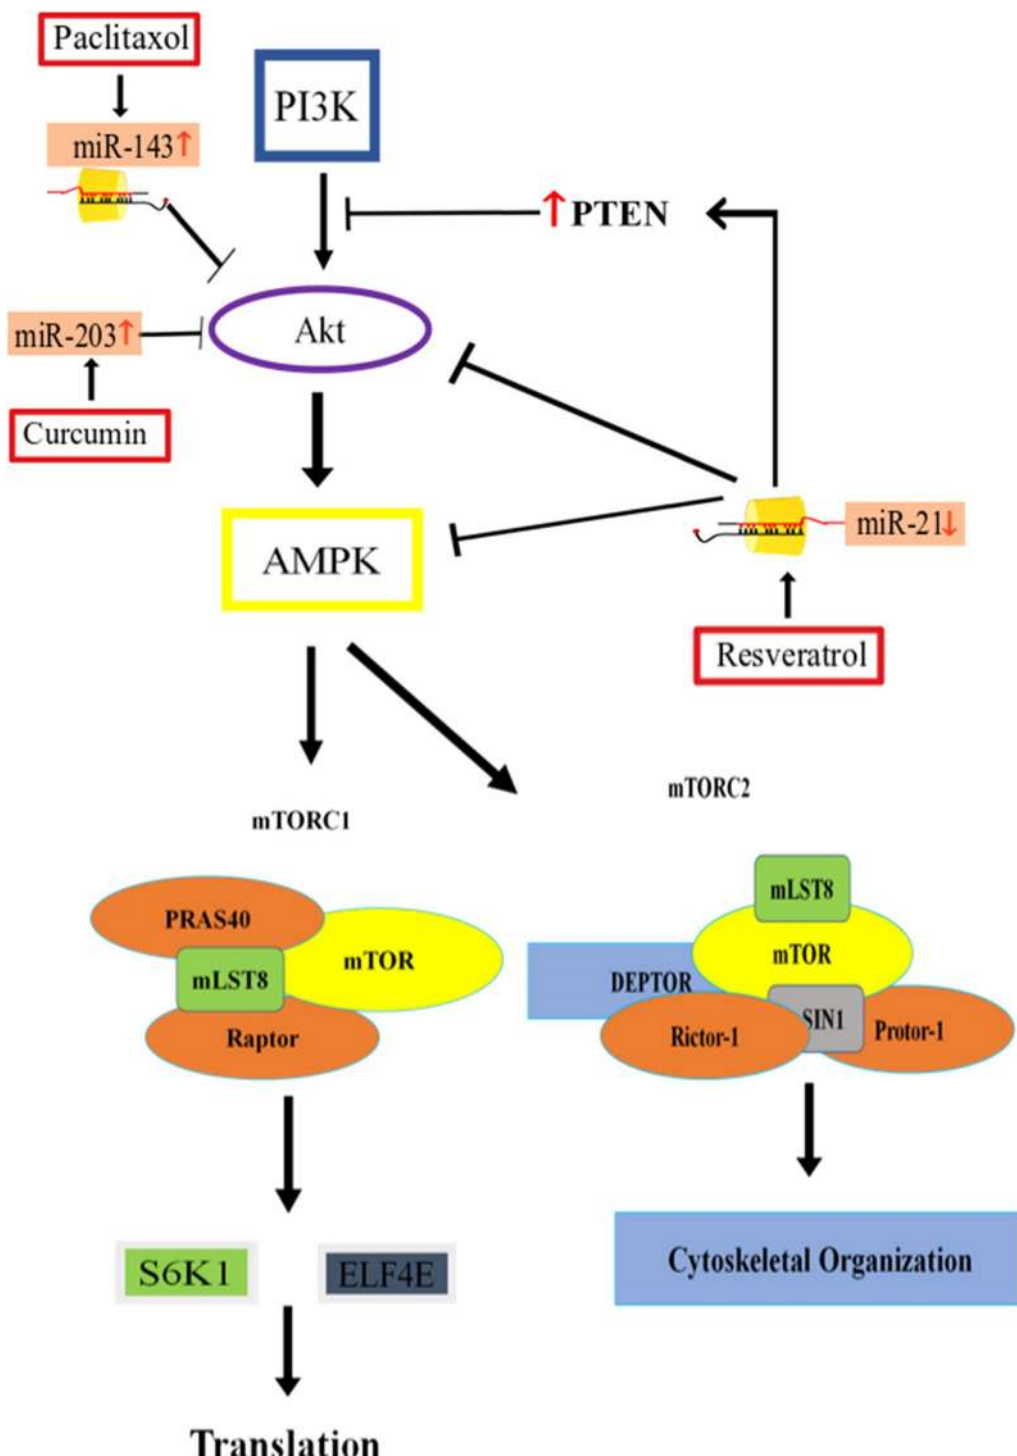 Paclitaxol
PI3K
miR-143↑
↑PTEN
Akt
miR-203↑
Curcumin
miR-21↓
AMPK
Resveratrol
mTORC2
mTORC1
mLST8
PRAS40
mTOR
mTOR
mLST8
DEPTOR
SIN1
Protor-1
Rictor-1
Raptor
S6K1
ELF4E
Cytoskeletal Organization
Translation